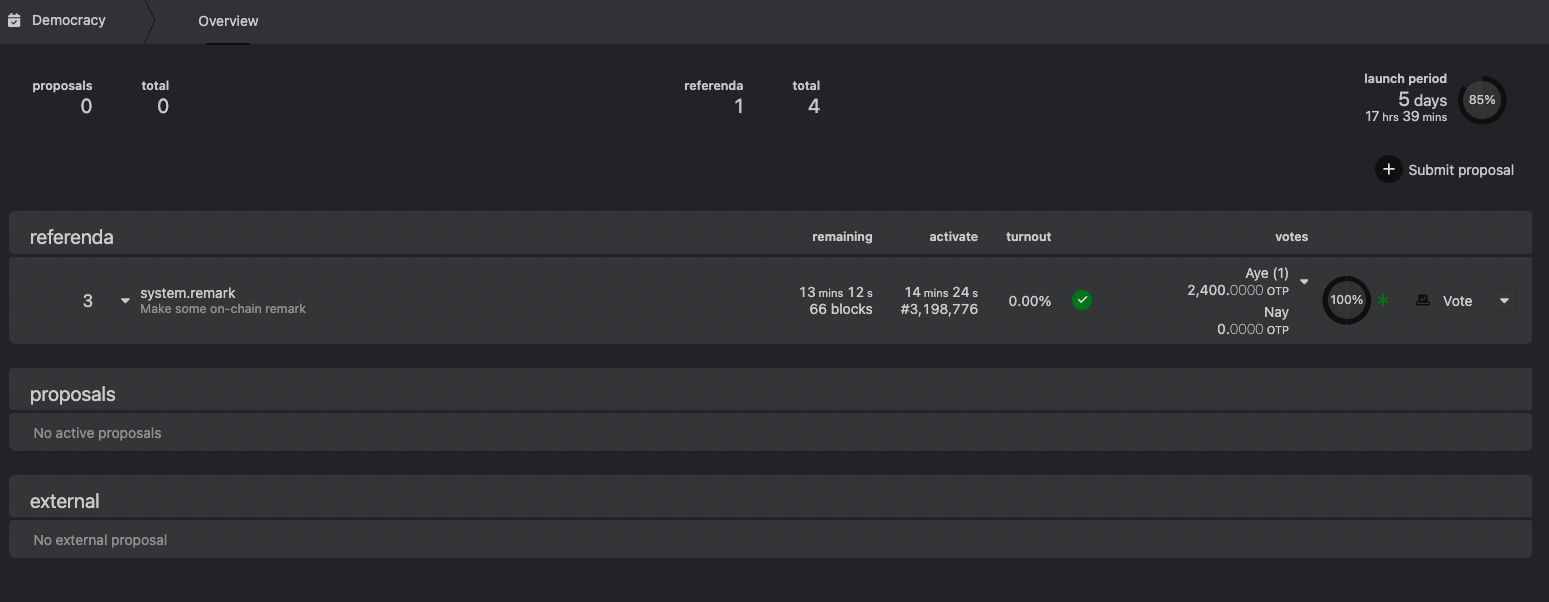 Democracy
Overview
proposals
0
total
0
referenda
1
total
4
launch period
5 days
17 hrs 39 mins
85%
Submit proposal
referenda
remaining
activate
turnout
votes
3
system.remark
Make some on-chain remark
13 mins 12 s
66 blocks
14 mins 24 s
#3,198,776
0.00%
Aye (1)
2,400.0000 OTP
Nay
0.0000 OTP
100%
Vote
proposals
No active proposals
external
No external proposal